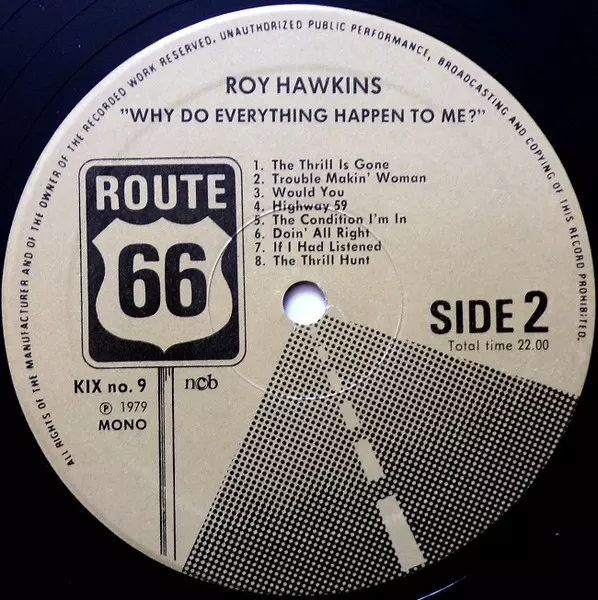 ALL RIGHTS OF THE MANUFACTURER AND OF THE OWNER OF THE RECORDED WORK RESERVED, UNAUTHORIZED PUBLIC PERFORMANCE, BROADCASTING AND COPYING OF THIS RECORD PROHIBITED.
ROY HAWKINS
"WHY DO EVERYTHING HAPPEN TO ME?"
1. The Thrill Is Gone
2. Trouble Makin' Woman
3. Would You
4. Highway 59
5. The Condition I'm In
6. Doin' All Right
7. If I Had Listened
8. The Thrill Hunt
ROUTE
66
SIDE 2
Total time 22.00
KIX no. 9
ncb
℗ 1979
MONO